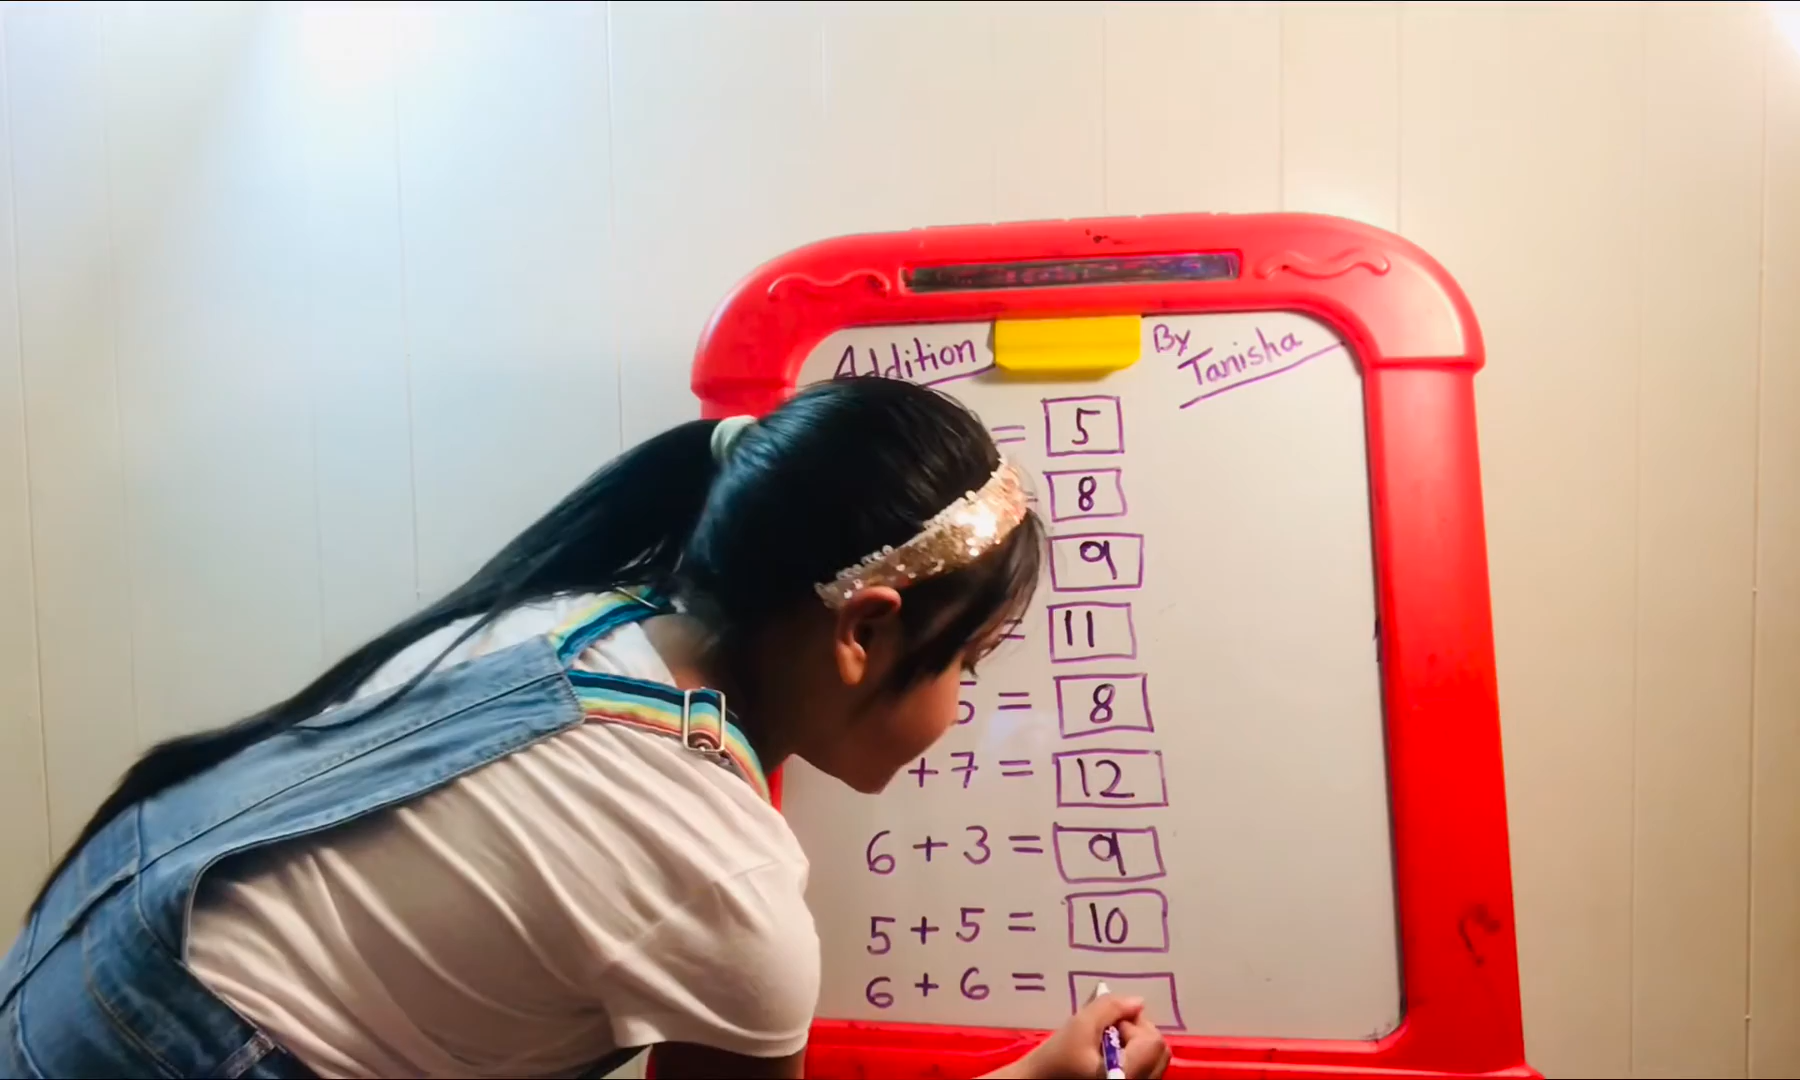 Addition
By
Tanisha
= 5
8
9
= 11
5 = 8
+ 7 = 12
6 + 3 = 9
5 + 5 = 10
6 + 6 =